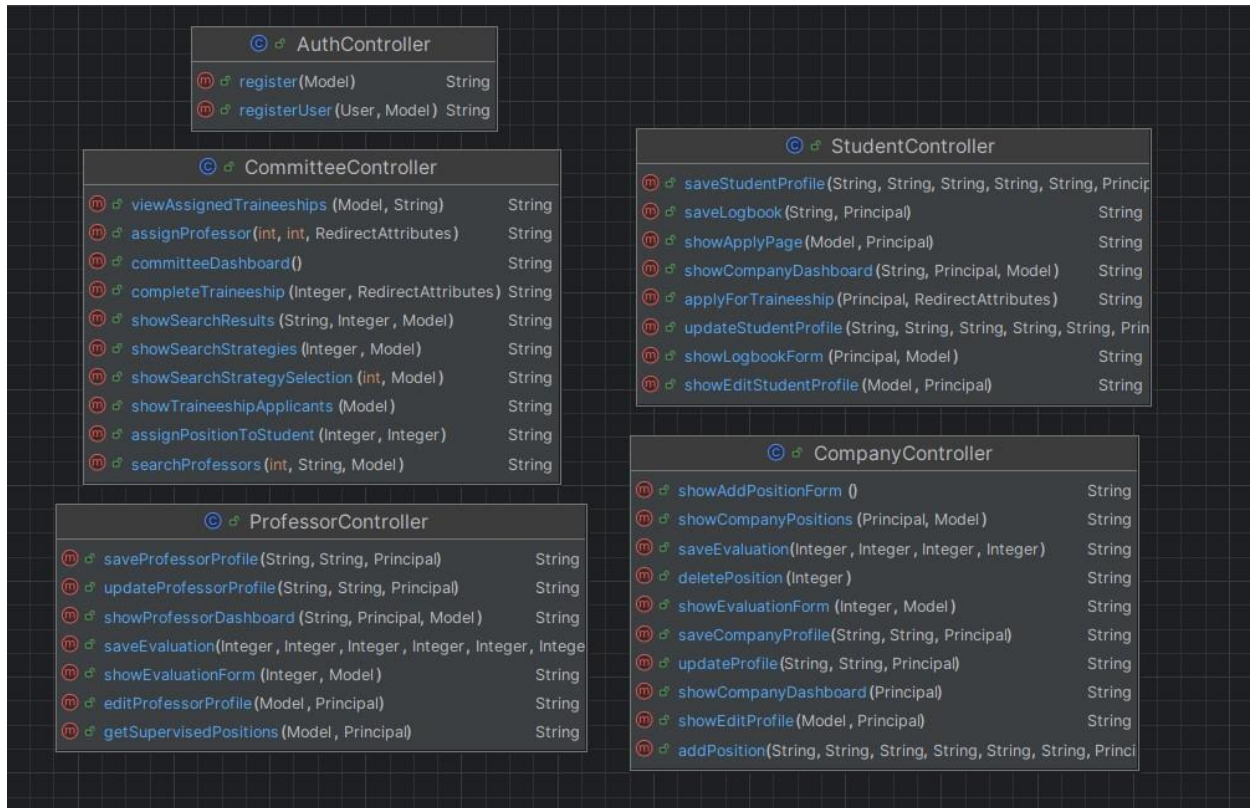 AuthController
register(Model) String
registerUser(User, Model) String
CommitteeController
viewAssignedTraineeships (Model, String) String
assignProfessor(int, int, RedirectAttributes) String
committeeDashboard() String
completeTraineeship (Integer, RedirectAttributes) String
showSearchResults (String, Integer, Model) String
showSearchStrategies (Integer, Model) String
showSearchStrategySelection (int, Model) String
showTraineeshipApplicants (Model) String
assignPositionToStudent (Integer, Integer) String
searchProfessors (int, String, Model) String
ProfessorController
saveProfessorProfile(String, String, Principal) String
updateProfessorProfile(String, String, Principal) String
showProfessorDashboard (String, Principal, Model) String
saveEvaluation(Integer, Integer, Integer, Integer, Integer, Intege
showEvaluationForm (Integer, Model) String
editProfessorProfile(Model, Principal) String
getSupervisedPositions (Model, Principal) String
StudentController
saveStudentProfile(String, String, String, String, String, Princip
saveLogbook(String, Principal) String
showApplyPage(Model, Principal) String
showCompanyDashboard(String, Principal, Model) String
applyForTraineeship(Principal, RedirectAttributes) String
updateStudentProfile (String, String, String, String, String, Prin
showLogbookForm (Principal, Model) String
showEditStudentProfile (Model, Principal) String
CompanyController
showAddPositionForm () String
showCompanyPositions (Principal, Model) String
saveEvaluation(Integer, Integer, Integer, Integer) String
deletePosition (Integer) String
showEvaluationForm (Integer, Model) String
saveCompanyProfile(String, String, Principal) String
updateProfile(String, String, Principal) String
showCompanyDashboard (Principal) String
showEditProfile(Model, Principal) String
addPosition(String, String, String, String, String, String, Princi